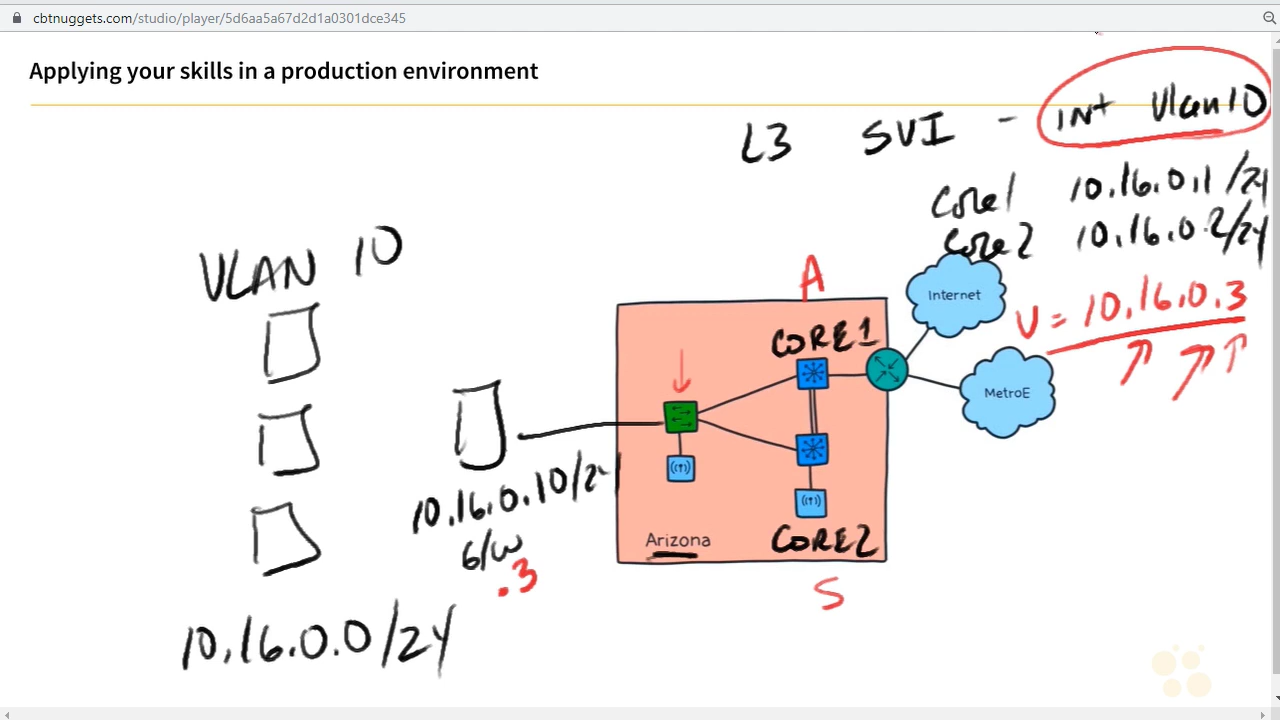 cbtnuggets.com/studio/player/5d6aa5a67d2d1a0301dce345
Applying your skills in a production environment
L3 SVI - int Vlan10
Core1 10.16.0.1/24
Core2 10.16.0.2/24
V = 10.16.0.3
VLAN 10
A
CORE1
Internet
MetroE
10.16.0.10/24
G/W
.3
Arizona
CORE2
S
10.16.0.0/24